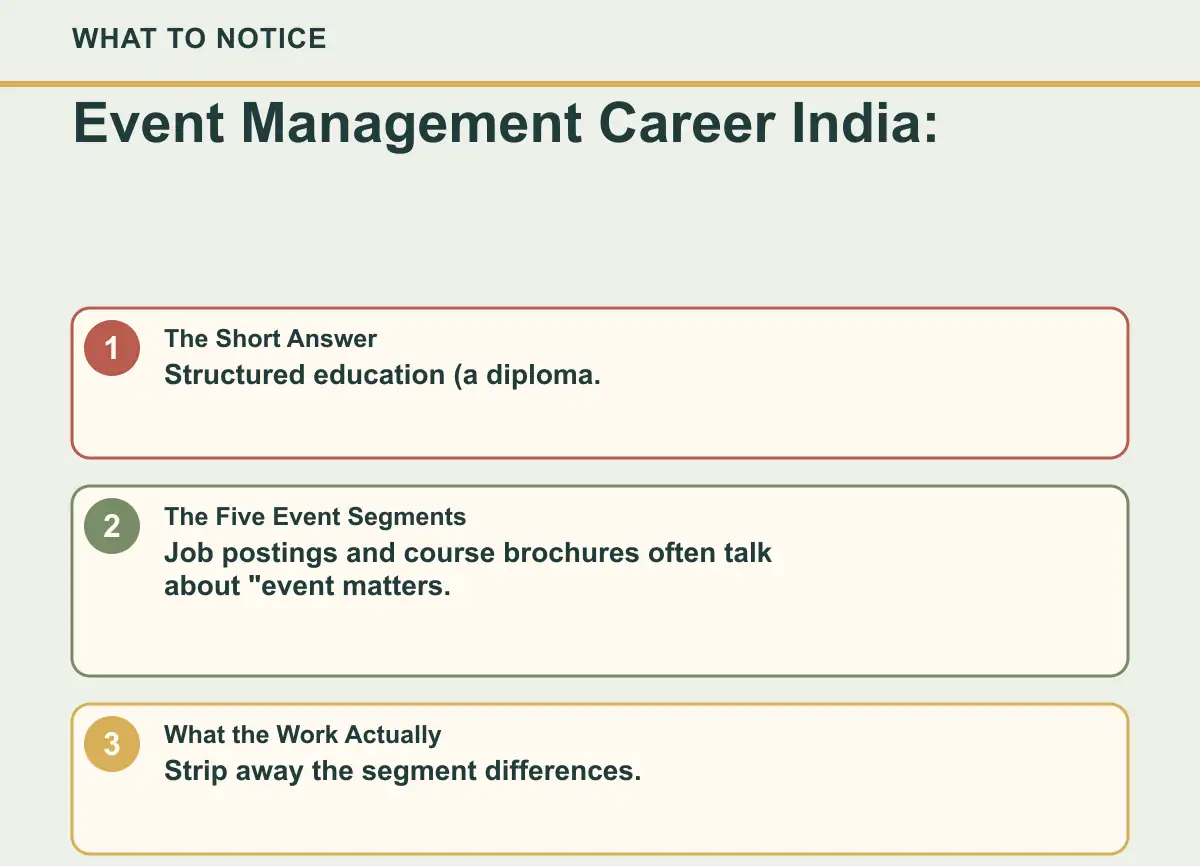 WHAT TO NOTICE
Event Management Career India:
1
The Short Answer
Structured education (a diploma.
2
The Five Event Segments
Job postings and course brochures often talk
about "event matters.
3
What the Work Actually
Strip away the segment differences.